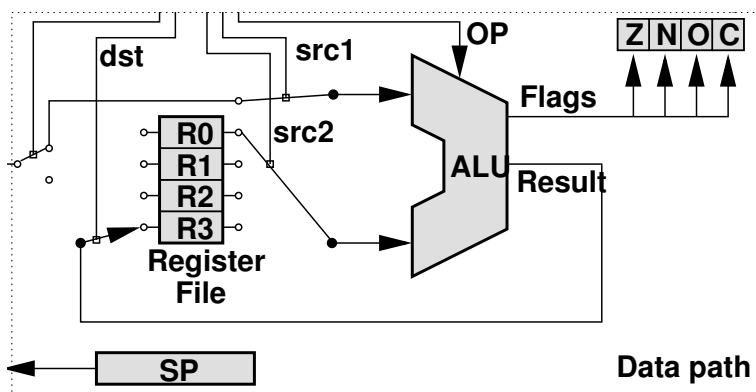 OP
Z N O C
dst
src1
Flags
R0
src2
R1
ALU
Result
R2
R3
Register
File
SP
Data path